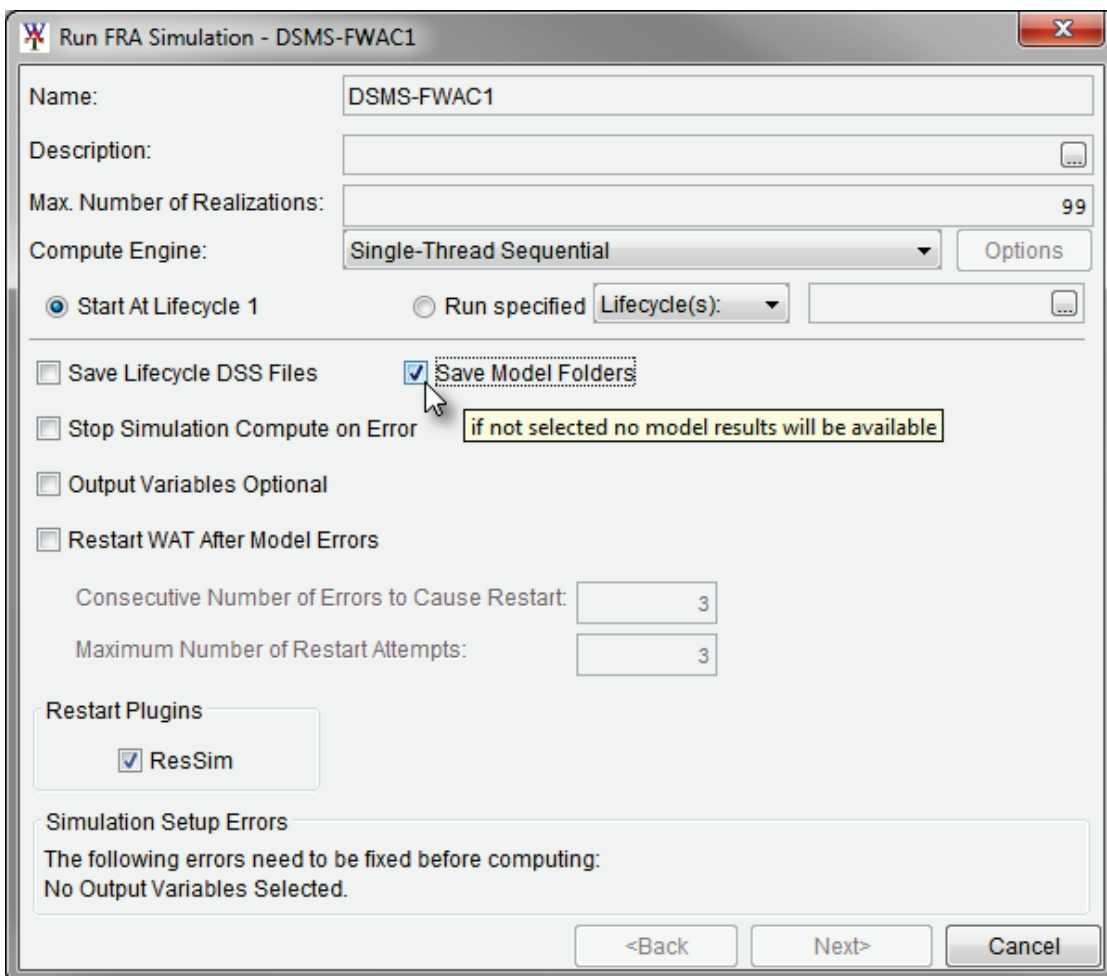 Run FRA Simulation - DSMS-FWAC1
Name: DSMS-FWAC1
Description: ...
Max. Number of Realizations: 99
Compute Engine: Single-Thread Sequential Options
Start At Lifecycle 1 Run specified Lifecycle(s): ...
Save Lifecycle DSS Files Save Model Folders
Stop Simulation Compute on Error if not selected no model results will be available
Output Variables Optional
Restart WAT After Model Errors
Consecutive Number of Errors to Cause Restart: 3
Maximum Number of Restart Attempts: 3
Restart Plugins
ResSim
Simulation Setup Errors
The following errors need to be fixed before computing:
No Output Variables Selected.
<Back Next> Cancel